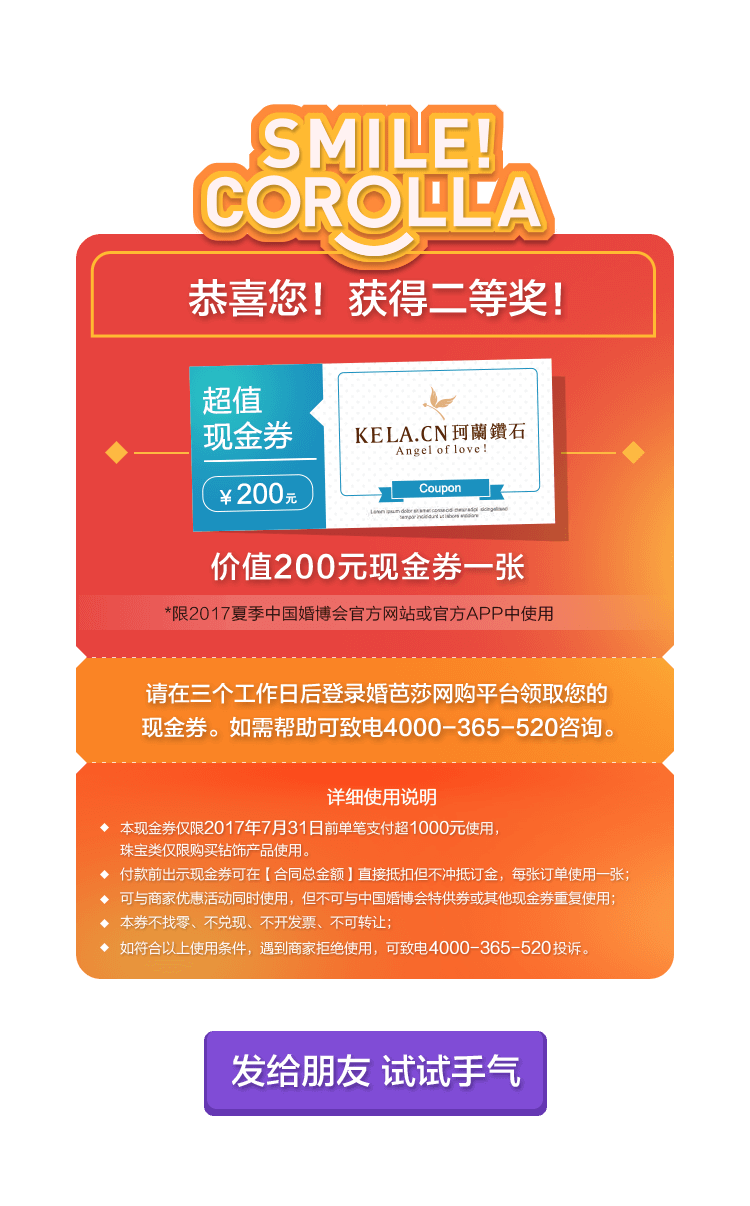 SMILE!
COROLLA
恭喜您！获得二等奖！
超值
现金券
¥200元
KELA.CN珂蘭鑽石
Angel of love!
Coupon
价值200元现金券一张
*限2017夏季中国婚博会官方网站或官方APP中使用
请在三个工作日后登录婚芭莎网购平台领取您的
现金券。如需帮助可致电4000-365-520咨询。
详细使用说明
本现金券仅限2017年7月31日前单笔支付超1000元使用，
珠宝类仅限购买钻饰产品使用。
付款前出示现金券可在【合同总金额】直接抵扣但不冲抵订金，每张订单使用一张；
可与商家优惠活动同时使用，但不可与中国婚博会特供券或其他现金券重复使用；
本券不找零、不兑现、不开发票、不可转让；
如符合以上使用条件，遇到商家拒绝使用，可致电4000-365-520投诉。
发给朋友 试试手气